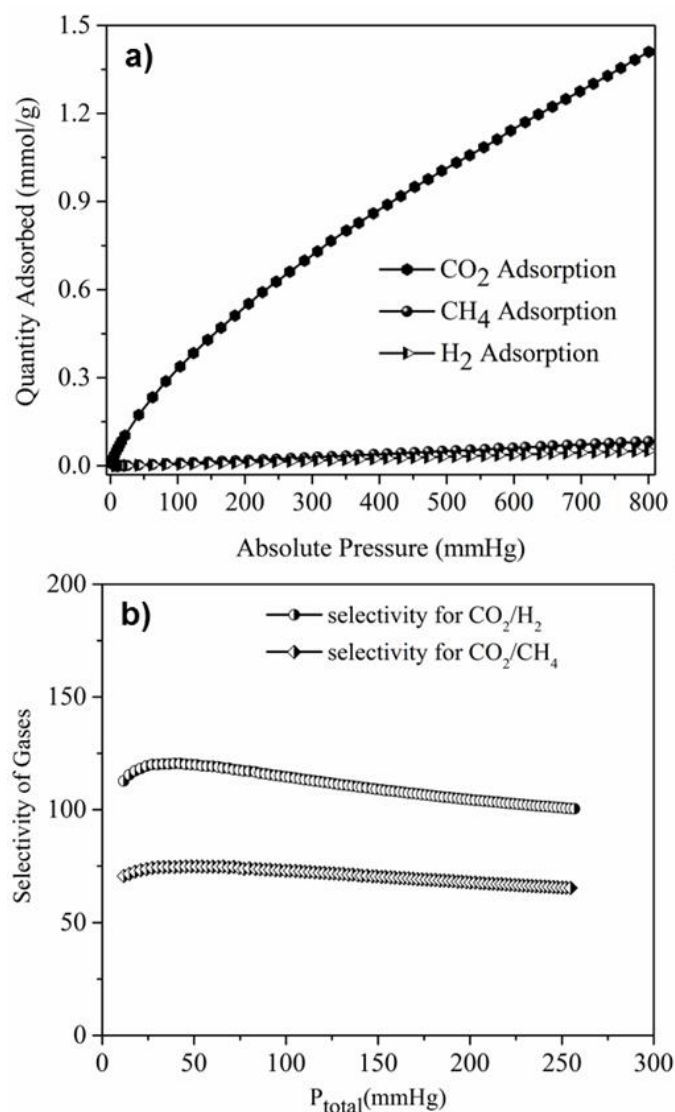 a)
Quantity Adsorbed (mmol/g)
1.5
1.2
0.9
0.6
0.3
0.0
CO₂ Adsorption
CH₄ Adsorption
H₂ Adsorption
0 100 200 300 400 500 600 700 800
Absolute Pressure (mmHg)
b)
Selectivity of Gases
200
150
100
50
0
selectivity for CO₂/H₂
selectivity for CO₂/CH₄
0 50 100 150 200 250 300
P_total(mmHg)